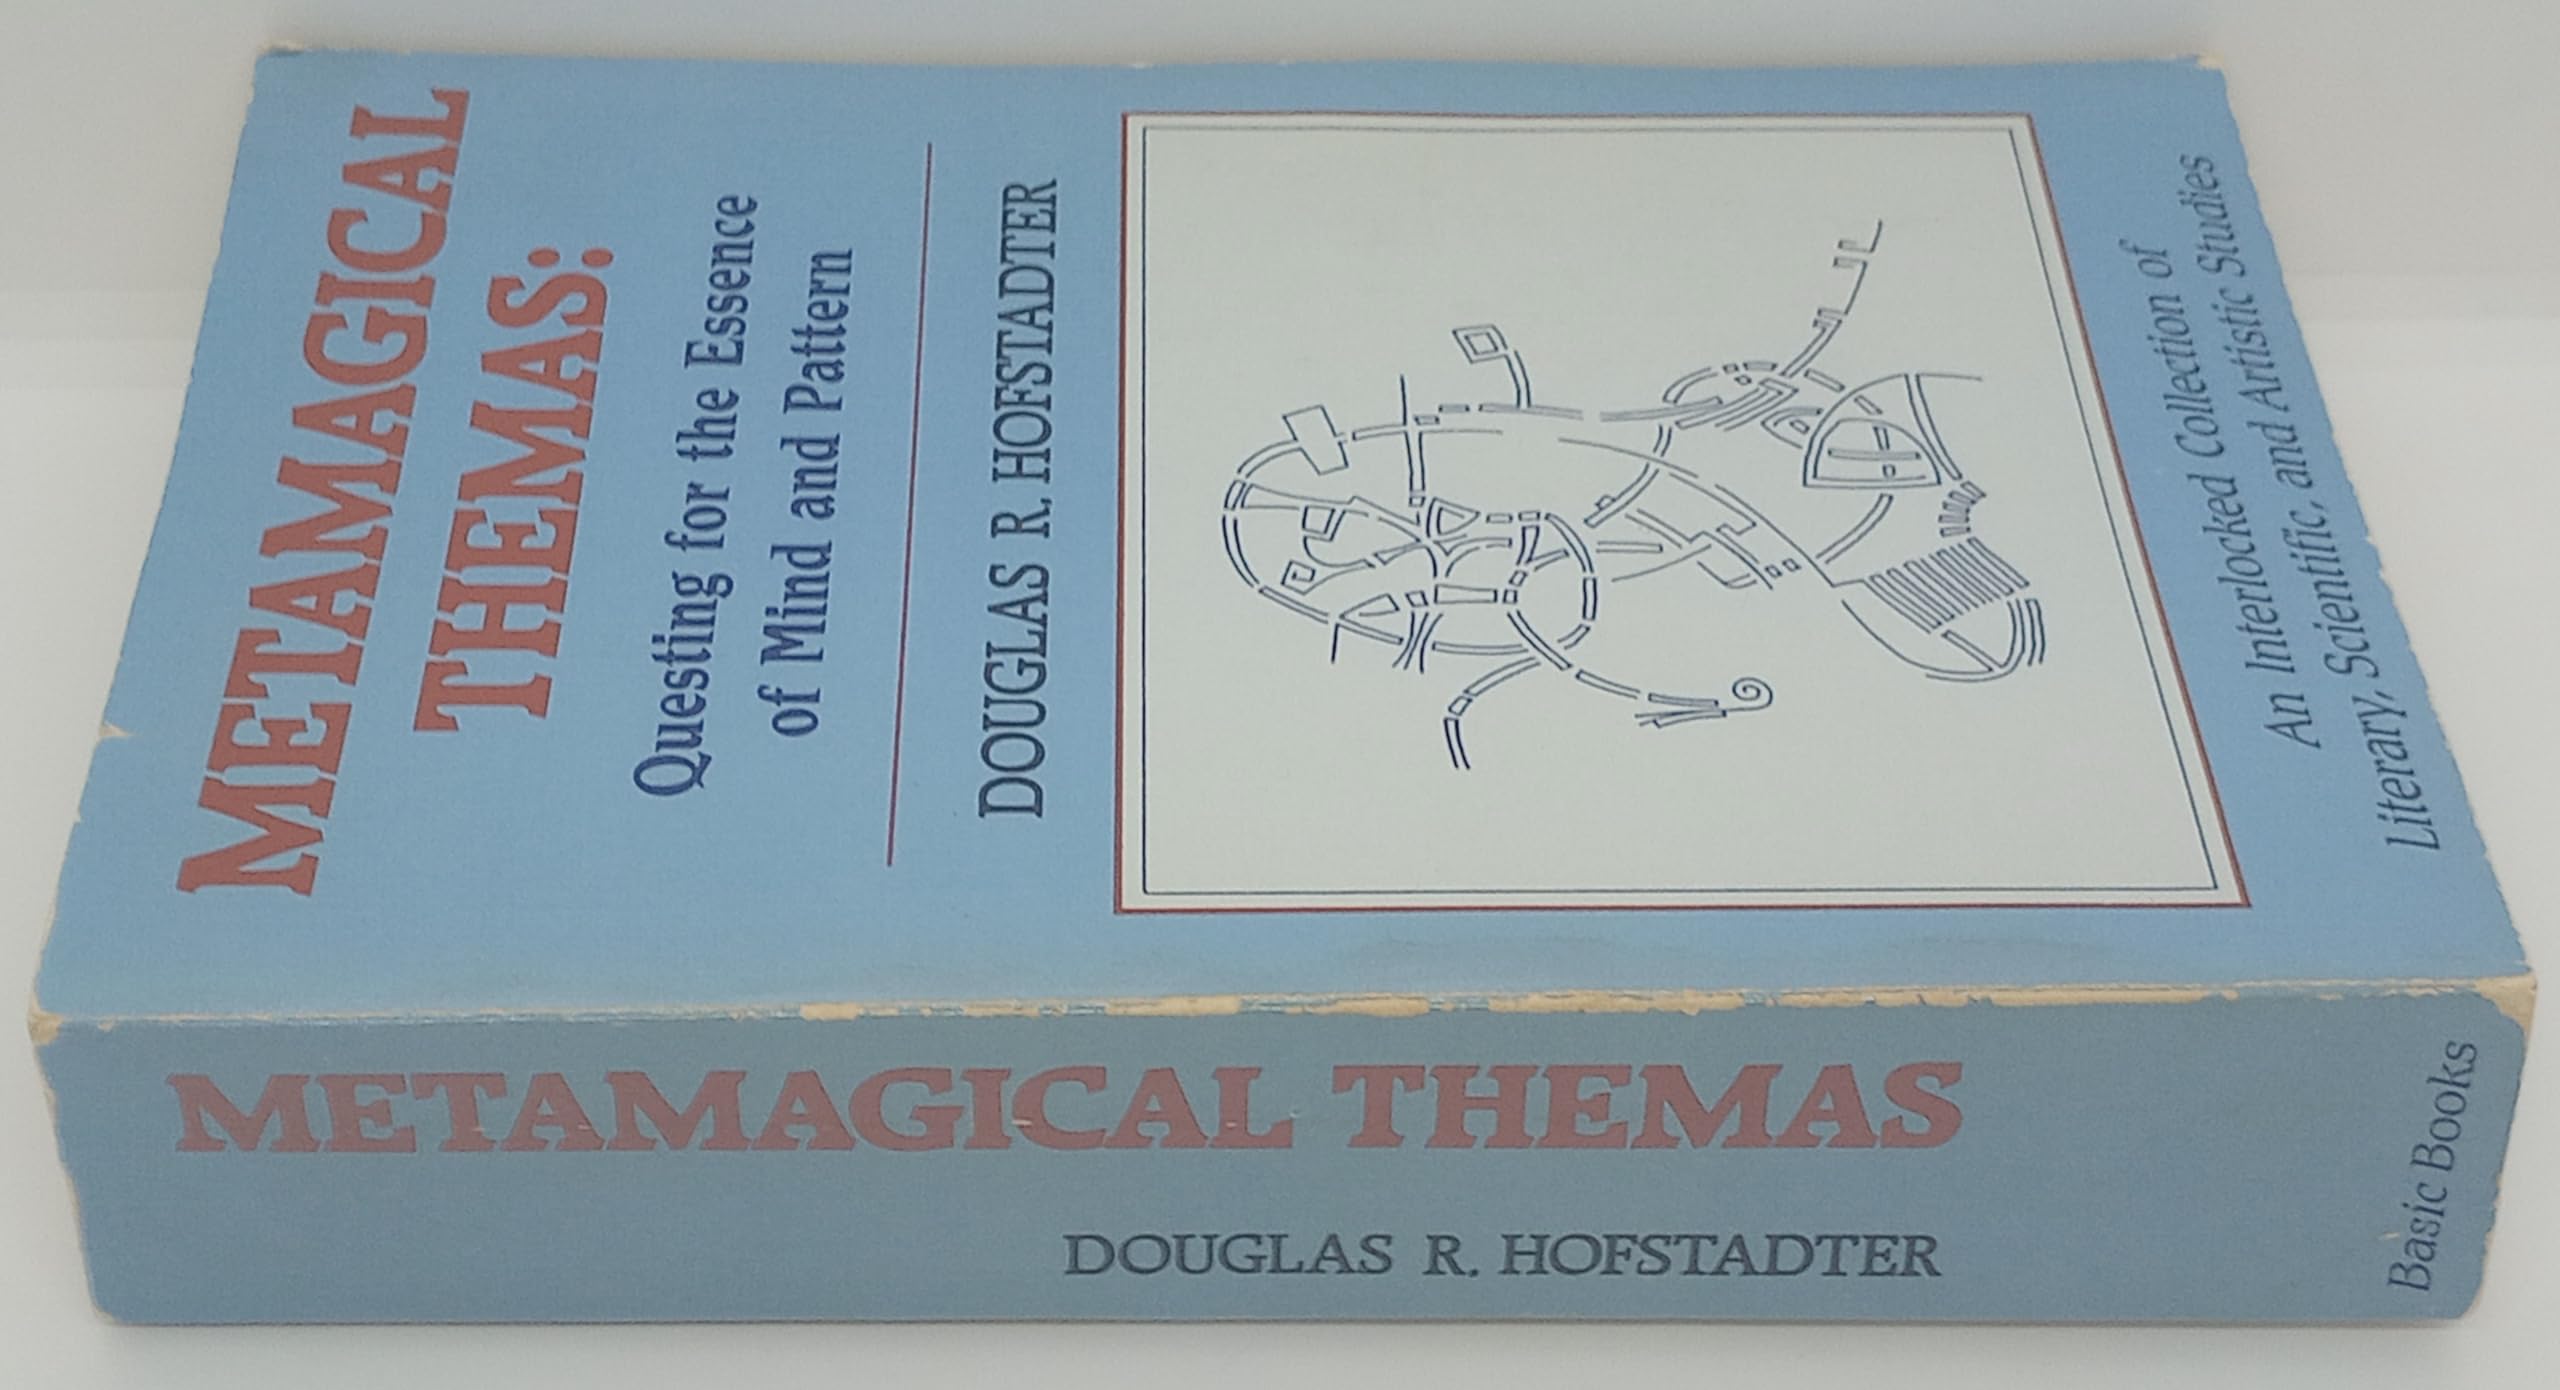 METAMAGICAL
THEMAS:
Questing for the Essence
of Mind and Pattern
DOUGLAS R. HOFSTADTER
An Interlocked Collection of
Literary, Scientific, and Artistic Studies
METAMAGICAL THEMAS
DOUGLAS R. HOFSTADTER
Basic Books